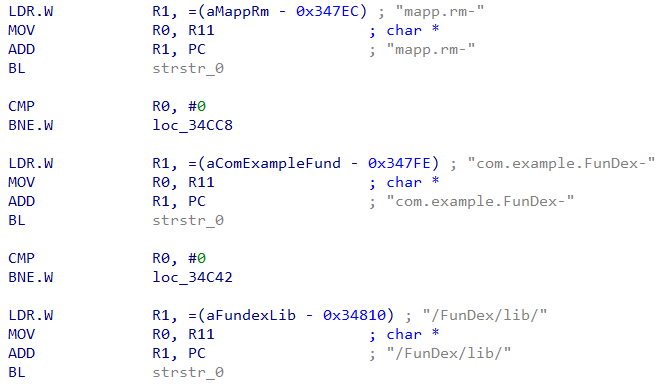 LDR.W R1, =(aMappRm - 0x347EC) ; "mapp.rm-"
MOV R0, R11 ; char *
ADD R1, PC ; "mapp.rm-"
BL strstr_0
CMP R0, #0
BNE.W loc_34CC8
LDR.W R1, =(aComExampleFund - 0x347FE) ; "com.example.FunDex-"
MOV R0, R11 ; char *
ADD R1, PC ; "com.example.FunDex-"
BL strstr_0
CMP R0, #0
BNE.W loc_34C42
LDR.W R1, =(aFundexLib - 0x34810) ; "/FunDex/lib/"
MOV R0, R11 ; char *
ADD R1, PC ; "/FunDex/lib/"
BL strstr_0